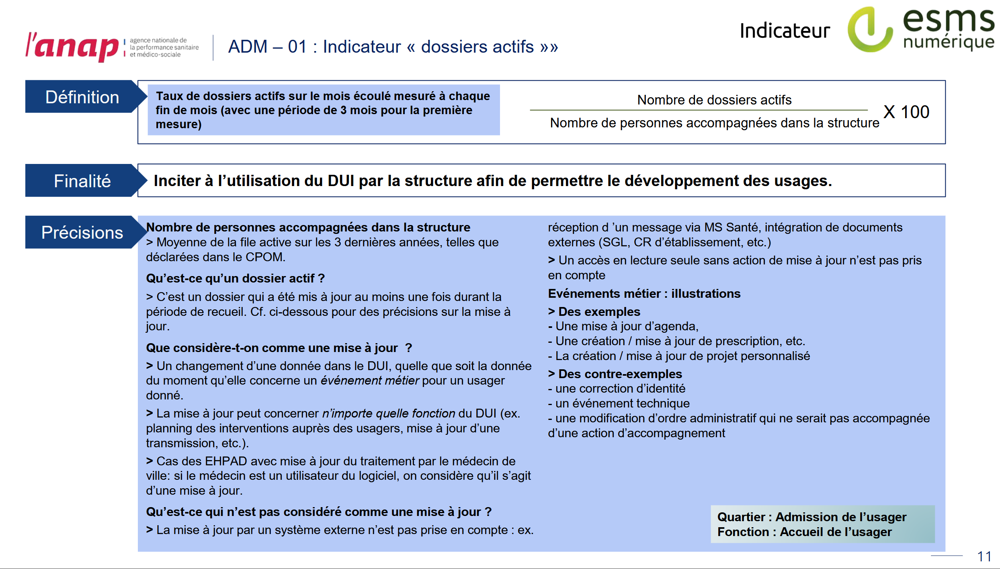 l'anap
agence nationale de
la performance sanitaire
et médico-sociale
ADM – 01 : Indicateur « dossiers actifs »»
Indicateur
esms
numérique
Définition
Taux de dossiers actifs sur le mois écoulé mesuré à chaque
fin de mois (avec une période de 3 mois pour la première
mesure)
Nombre de dossiers actifs
Nombre de personnes accompagnées dans la structure
X 100
Finalité
Inciter à l’utilisation du DUI par la structure afin de permettre le développement des usages.
Précisions
Nombre de personnes accompagnées dans la structure
> Moyenne de la file active sur les 3 dernières années, telles que
déclarées dans le CPOM.
Qu’est-ce qu’un dossier actif ?
> C’est un dossier qui a été mis à jour au moins une fois durant la
période de recueil. Cf. ci-dessous pour des précisions sur la mise à
jour.
Que considère-t-on comme une mise à jour  ?
> Un changement d’une donnée dans le DUI, quelle que soit la donnée
du moment qu’elle concerne un événement métier pour un usager
donné.
> La mise à jour peut concerner n’importe quelle fonction du DUI (ex.
planning des interventions auprès des usagers, mise à jour d’une
transmission, etc.).
> Cas des EHPAD avec mise à jour du traitement par le médecin de
ville: si le médecin est un utilisateur du logiciel, on considère qu’il s’agit
d’une mise à jour.
Qu’est-ce qui n’est pas considéré comme une mise à jour ?
> La mise à jour par un système externe n’est pas prise en compte : ex.
réception d ’un message via MS Santé, intégration de documents
externes (SGL, CR d’établissement, etc.)
> Un accès en lecture seule sans action de mise à jour n’est pas pris
en compte
Evénements métier : illustrations
> Des exemples
- Une mise à jour d’agenda,
- Une création / mise à jour de prescription, etc.
- La création / mise à jour de projet personnalisé
> Des contre-exemples
- une correction d’identité
- un événement technique
- une modification d’ordre administratif qui ne serait pas accompagnée
d’une action d’accompagnement
Quartier : Admission de l’usager
Fonction : Accueil de l’usager
11